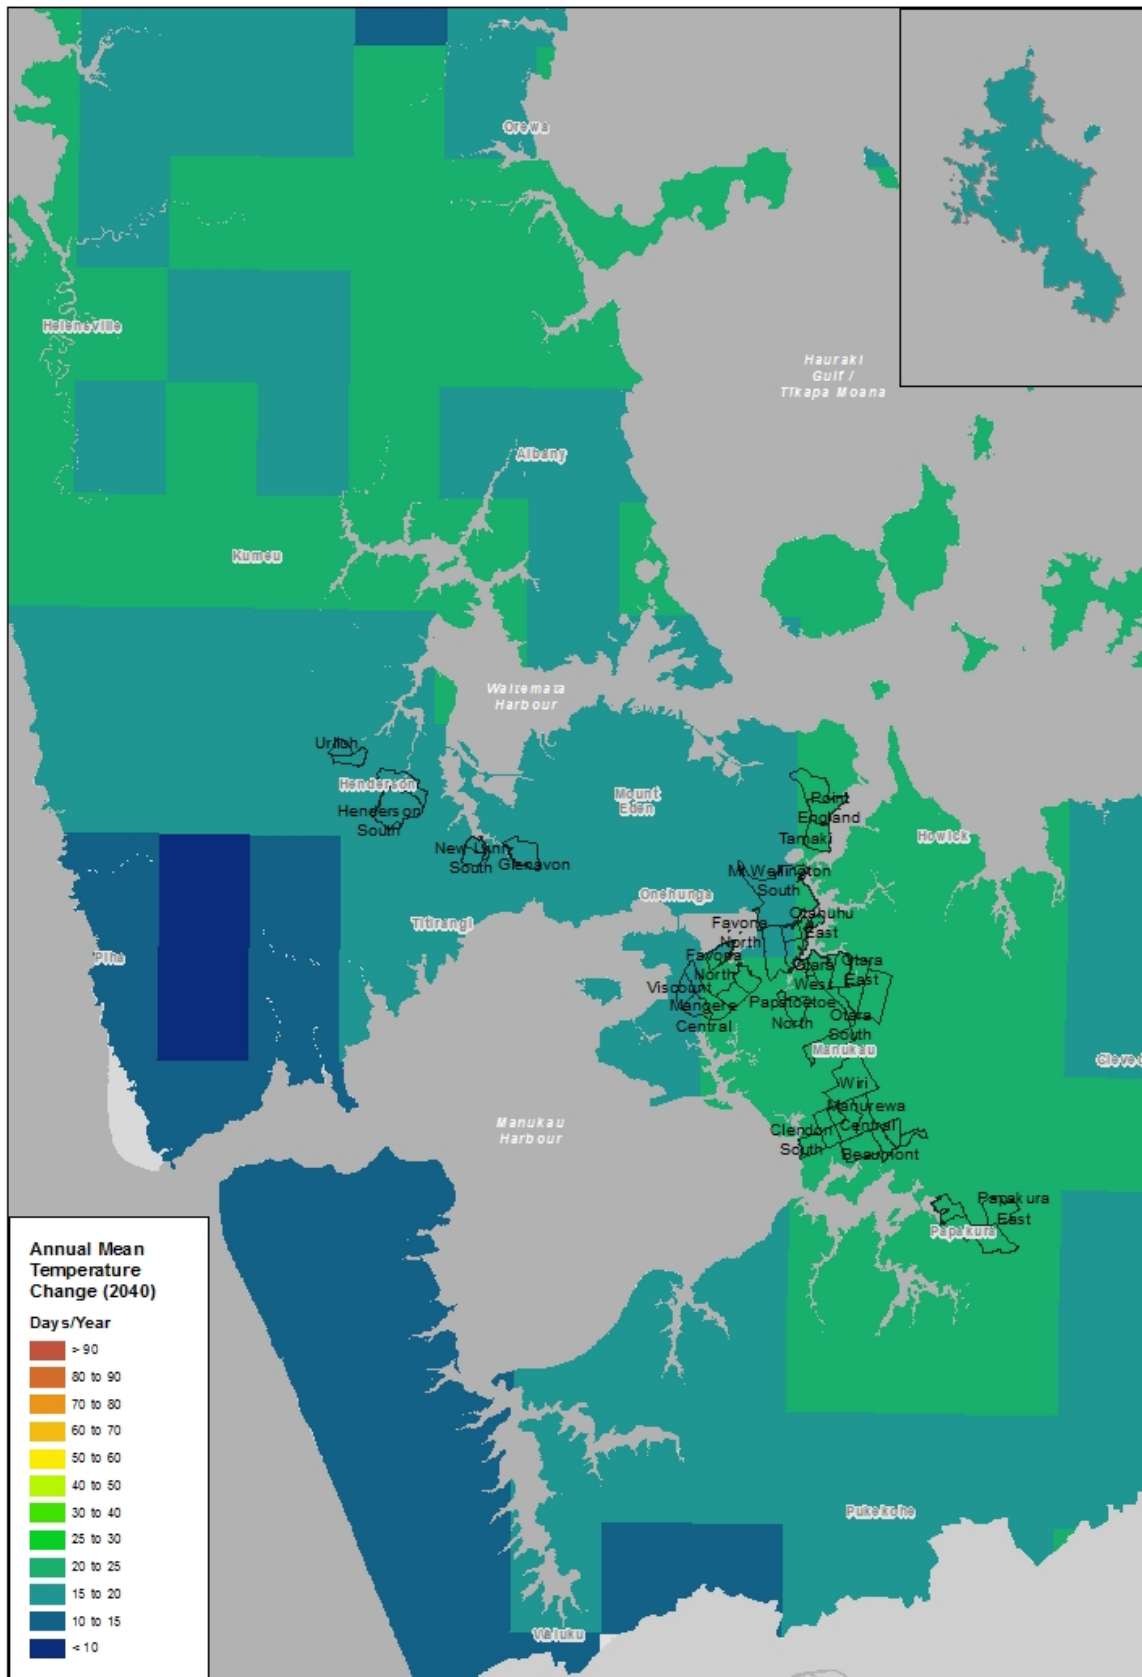 Orewa
Helensville
Hauraki
Gulf /
Tīkapa Moana
Albany
Kumeu
Waitemata
Harbour
Urlich
Henderson
Henderson
South
Mount
Eden
Point
England
Tamaki
Howick
New Lynn
South
Glenavon
Mt Wellington
South
Onehunga
Otahuhu
East
Titirangi
Favona
North
Piha
Favona
North
Otara
West
Otara
East
Viscount
Mangere
Central
Papatoetoe
North
Otara
South
Manukau
Cleved
Wiri
Manukau
Harbour
Manurewa
Central
Clendon
South
Beaumont
Papakura
East
Papakura
Pukekohe
Waiuku
Annual Mean
Temperature
Change (2040)
Days/Year
> 90
80 to 90
70 to 80
60 to 70
50 to 60
40 to 50
30 to 40
25 to 30
20 to 25
15 to 20
10 to 15
< 10